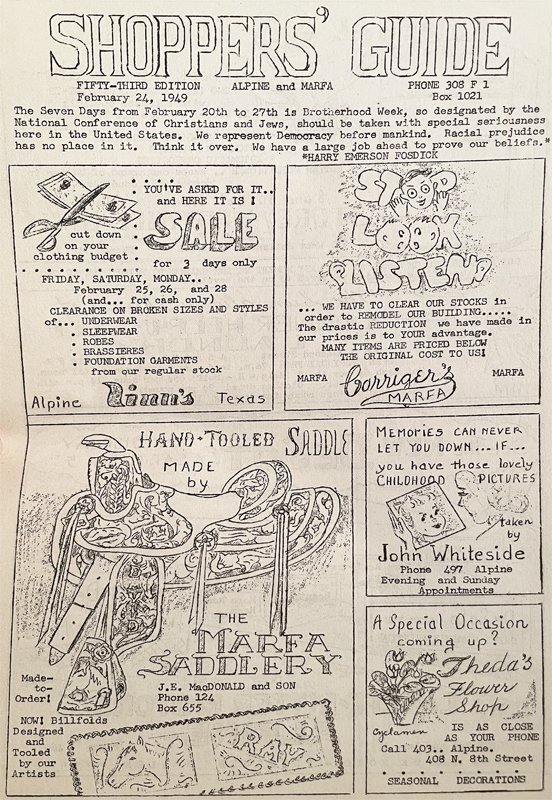 SHOPPERS' GUIDE
FIFTY-THIRD EDITION ALPINE and MARFA PHONE 308 F 1
February 24, 1949 Box 1021
The Seven Days from February 20th to 27th is Brotherhood Week, so designated by the
National Conference of Christians and Jews, should be taken with special seriousness
here in the United States. We represent Democracy before mankind. Racial prejudice
has no place in it. Think it over. We have a large job ahead to prove our beliefs.*
*HARRY EMERSON FOSDICK
YOU'VE ASKED FOR IT..
and HERE IT IS !
SALE
cut down
on your
clothing budget
for 3 days only
FRIDAY, SATURDAY, MONDAY..
February 25, 26, and 28
(and... for cash only)
CLEARANCE ON BROKEN SIZES AND STYLES
of... UNDERWEAR
SLEEPWEAR
ROBES
BRASSIERES
FOUNDATION GARMENTS
from our regular stock
Alpine Texas
STOP
LOOK
LISTEN
... WE HAVE TO CLEAR OUR STOCKS in
order to REMODEL OUR BUILDING.....
The drastic REDUCTION we have made in
our prices is to YOUR advantage.
MANY ITEMS ARE PRICED BELOW
THE ORIGINAL COST TO US!
MARFA Gorriger's MARFA
MARFA
HAND-TOOLED SADDLE
MADE
by
THE
MARFA
SADDLERY
J.E. MacDONALD and SON
Phone 124
Box 655
Made-
to-
Order!
NOW! Billfolds
Designed
and
Tooled
by our
Artists
RAY
MEMORIES CAN NEVER
LET YOU DOWN...IF...
you have those lovely
CHILDHOOD PICTURES
taken
by
John Whiteside
Phone 497 Alpine
Evening and Sunday
Appointments
A Special Occasion
coming up?
Theda's
Flower
Shop
Cyclamen
IS AS CLOSE
AS YOUR PHONE
Call 403.. Alpine.
408 N. 8th Street
SEASONAL DECORATIONS